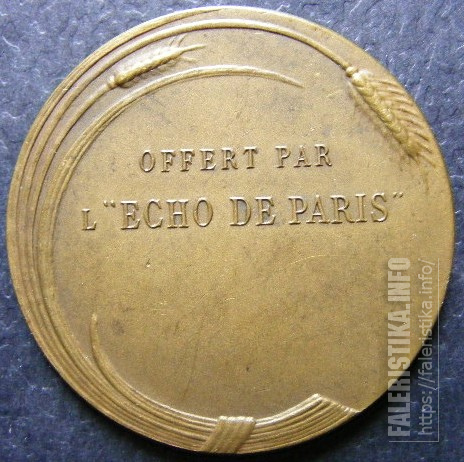 OFFERT PAR
L "ECHO DE PARIS"
FALERISTIKA.INFO
https://faleristika.info/